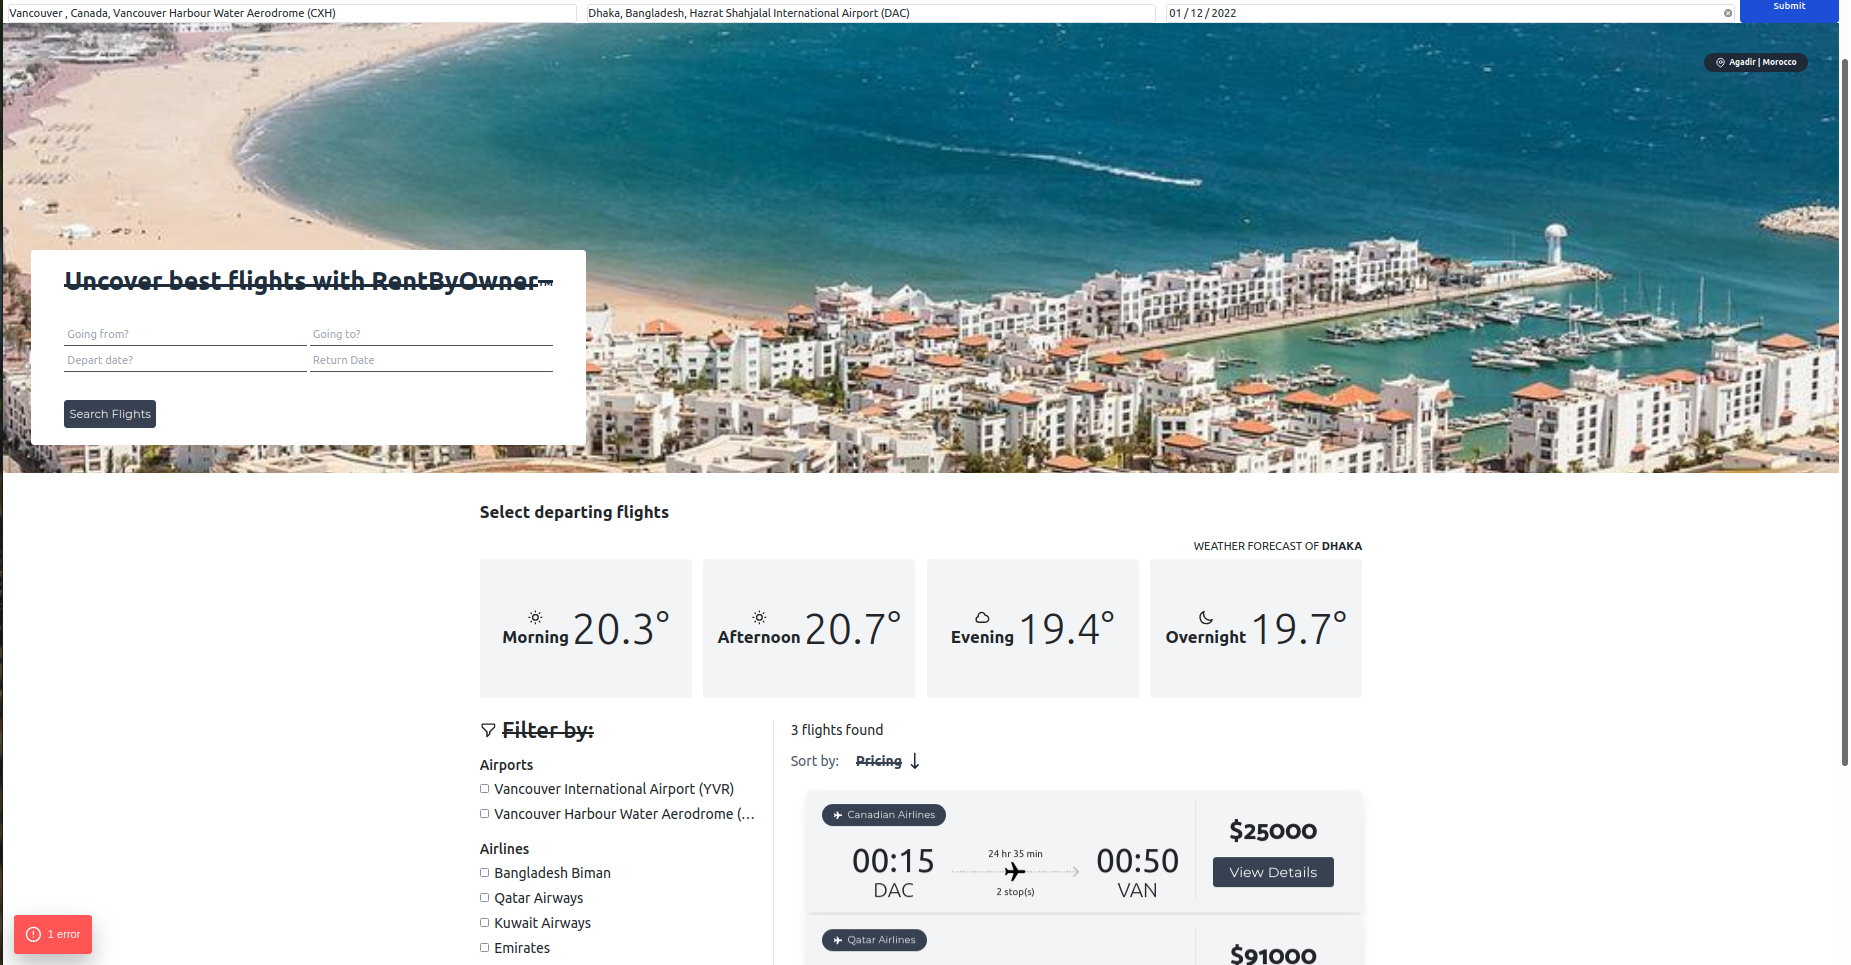 Vancouver , Canada, Vancouver Harbour Water Aerodrome (CXH)
Dhaka, Bangladesh, Hazrat Shahjalal International Airport (DAC)
01 / 12 / 2022
Submit
Agadir | Morocco
Uncover best flights with RentByOwner™
Going from?
Going to?
Depart date?
Return Date
Search Flights
Select departing flights
WEATHER FORECAST OF DHAKA
Morning 20.3°
Afternoon 20.7°
Evening 19.4°
Overnight 19.7°
Filter by:
Airports
Vancouver International Airport (YVR)
Vancouver Harbour Water Aerodrome (...
Airlines
Bangladesh Biman
Qatar Airways
Kuwait Airways
Emirates
3 flights found
Sort by: Pricing
Canadian Airlines
00:15
DAC
24 hr 35 min
2 stop(s)
00:50
VAN
$25000
View Details
Qatar Airlines
$91000
1 error